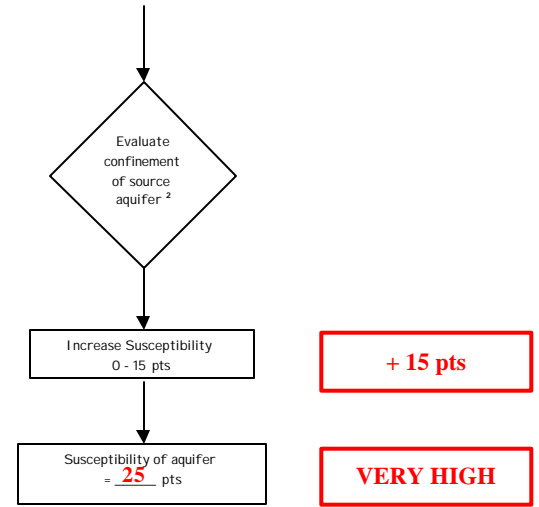 Evaluate
confinement
of source
aquifer ²
Increase Susceptibility
0 - 15 pts
+ 15 pts
Susceptibility of aquifer
= 25 pts
VERY HIGH